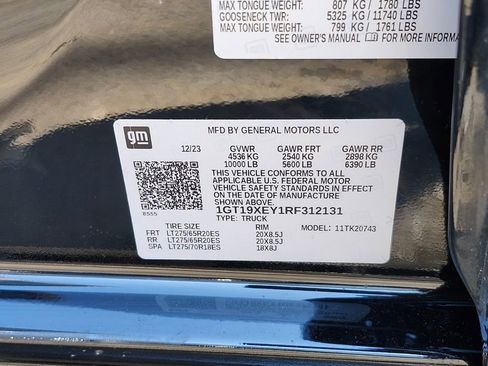 MAX TONGUE WEIGHT: 807 KG / 1780 LBS
GOOSENECK TWR: 5325 KG / 11740 LBS
MAX TONGUE WEIGHT: 799 KG / 1761 LBS
SEE OWNER'S MANUAL FOR MORE INFORMA
gm
MFD BY GENERAL MOTORS LLC
12/23 GVWR GAWR FRT GAWR RR
4536 KG 2540 KG 2898 KG
10000 LB 5600 LB 6390 LB
THIS VEHICLE CONFORMS TO ALL APPLICABLE
U.S. FEDERAL MOTOR
VEHICLE SAFETY STANDARDS IN EFFECT ON
THE DATE OF MANUFACTURE SHOWN ABOVE.
1GT19XEY1RF312131
TYPE: TRUCK
8555
TIRE SIZE RIM MODEL: 11TK20743
FRT LT275/65R20ES 20X8.5J
RR LT275/65R20ES 20X8.5J
SPA LT275/70R18ES 18X8J